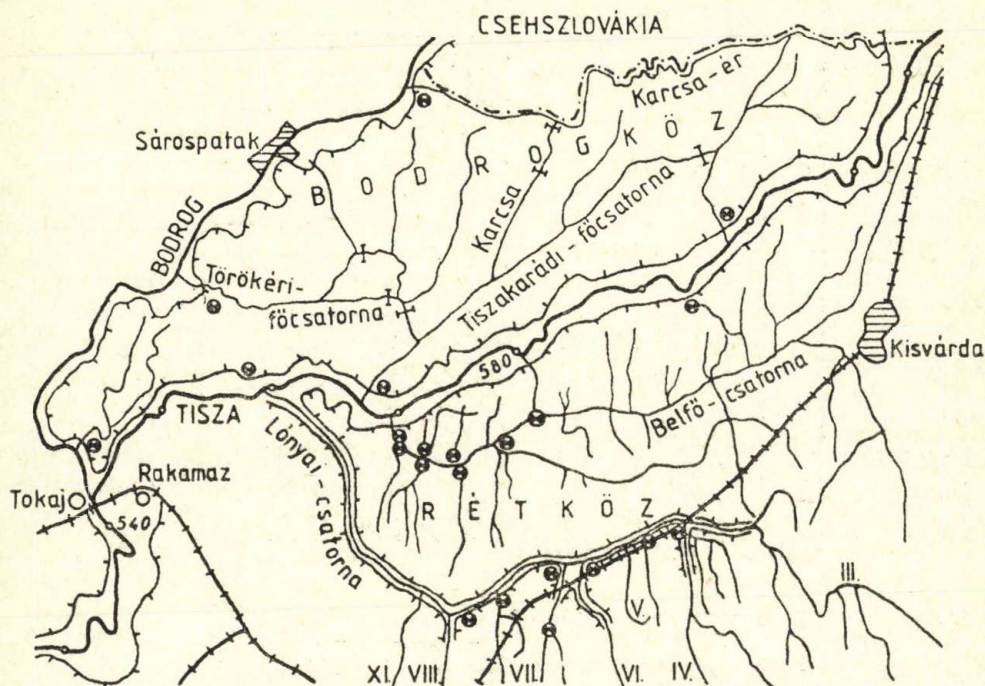 CSEHSZLOVÁKIA
Karcsa-ér
Sárospatak
BODROGKÖZ
Karcsa
BODROG
Törökéri-
főcsatorna
Tiszakarádi-főcsatorna
580
Kisvárda
Belfő-csatorna
TISZA
Lónyai-csatorna
Rakamaz
Tokaj
540
RÉTKÖZ
III.
V.
XI. VIII. VII. VI. IV.